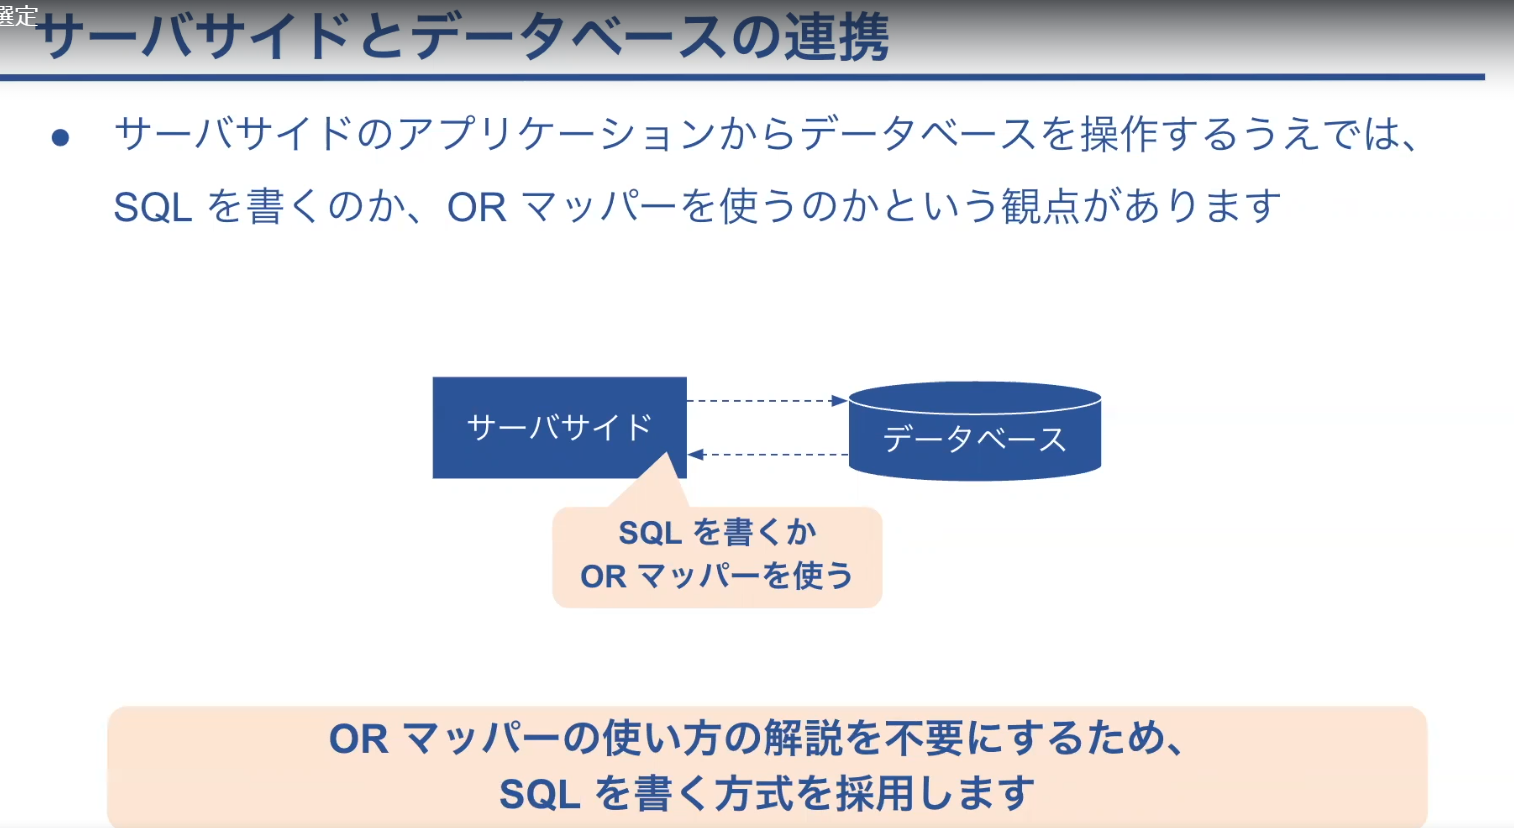 選定
サーバサイドとデータベースの連携
● サーバサイドのアプリケーションからデータベースを操作するうえでは、
SQL を書くのか、OR マッパーを使うのかという観点があります
サーバサイド
データベース
SQL を書くか
OR マッパーを使う
OR マッパーの使い方の解説を不要にするため、
SQL を書く方式を採用します